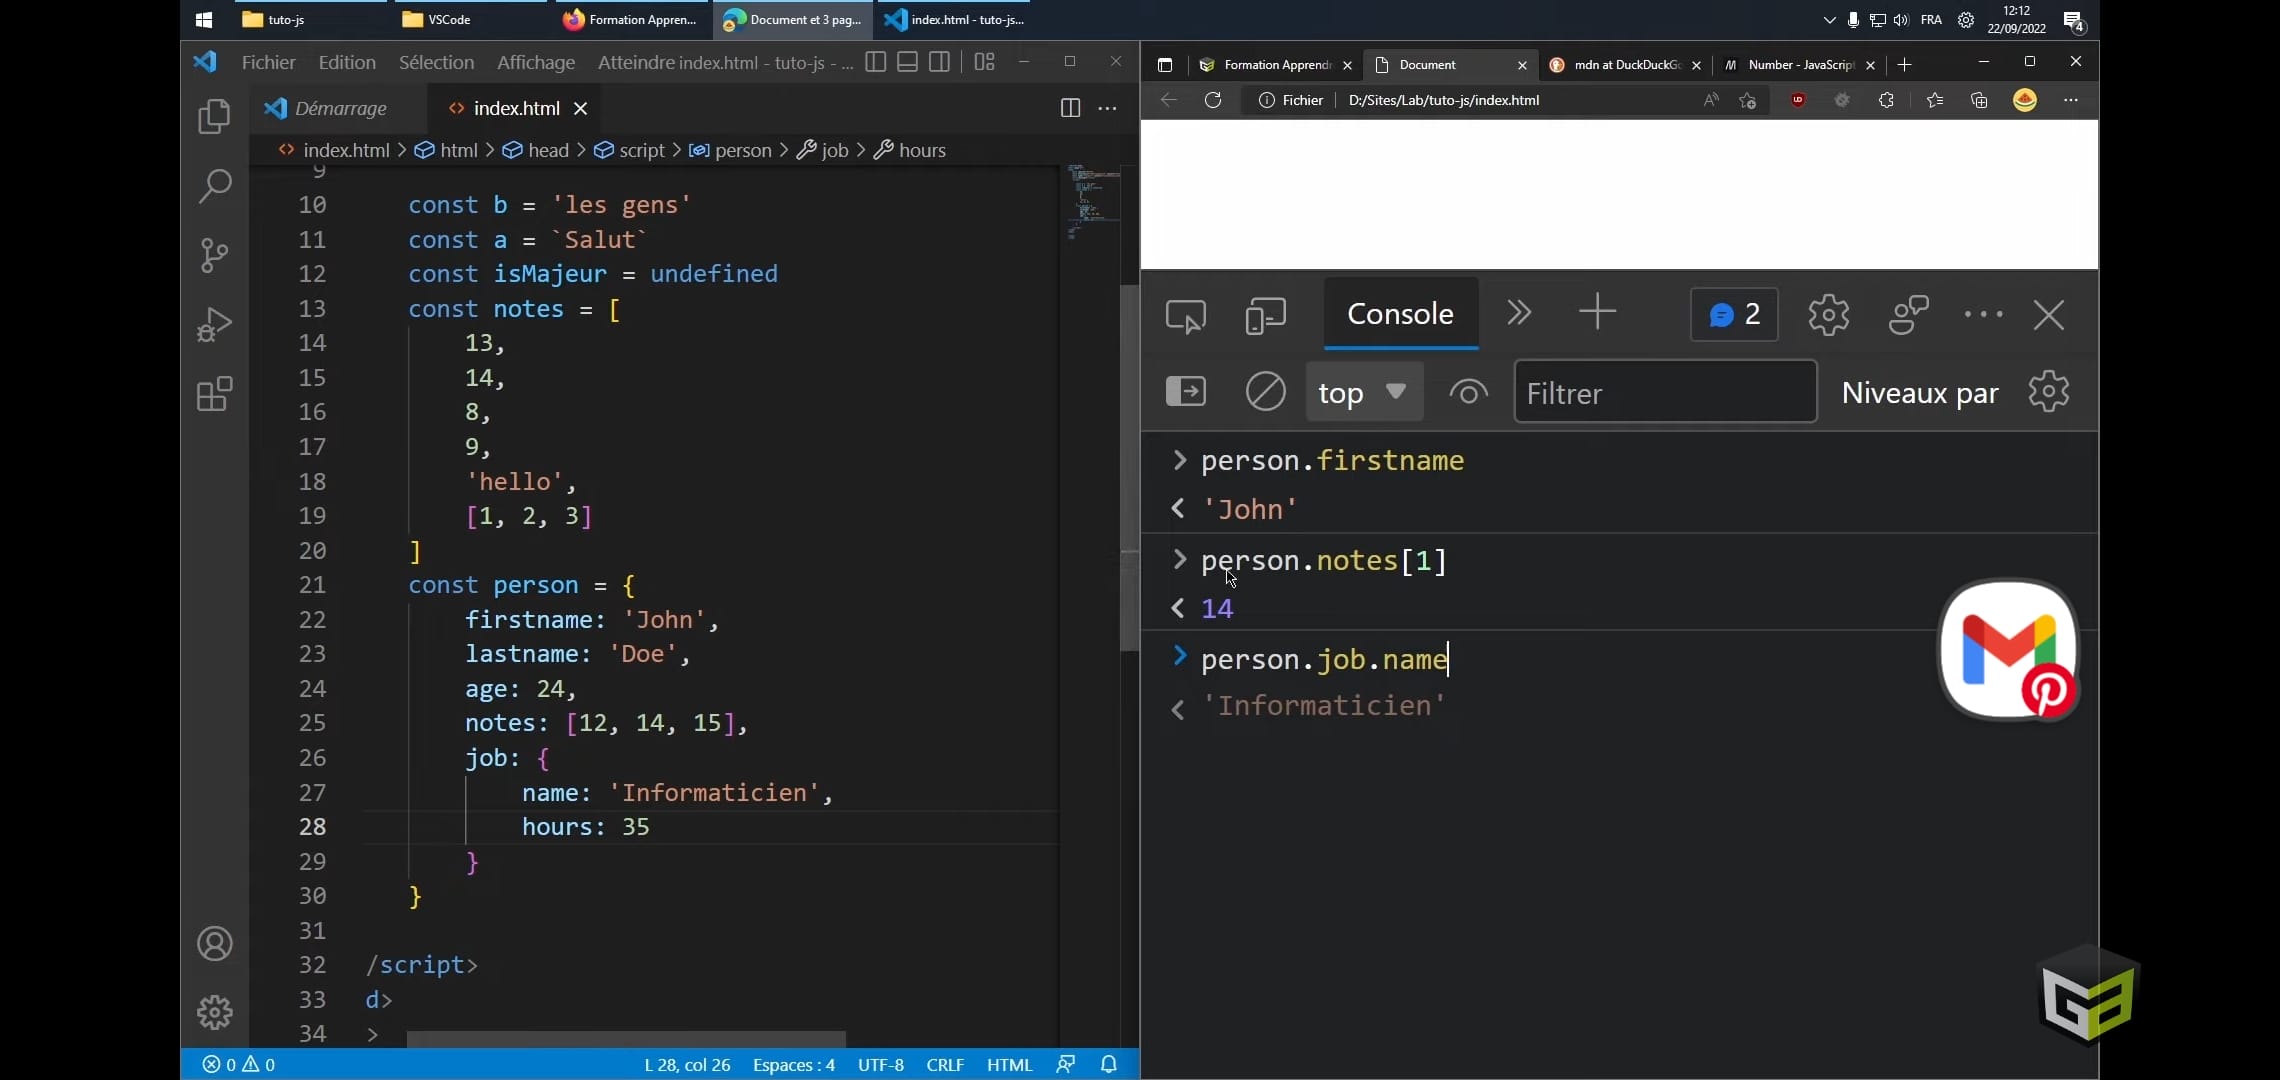 tuto-js
VSCode
Formation Appren...
Document et 3 pag...
index.html - tuto-js...
FRA
12:12
22/09/2022
4
Fichier Edition Sélection Affichage Atteindre index.html - tuto-js - ...
Démarrage
index.html
index.html > html > head > script > person > job > hours
9
10 const b = 'les gens'
11 const a = `Salut`
12 const isMajeur = undefined
13 const notes = [
14 13,
15 14,
16 8,
17 9,
18 'hello',
19 [1, 2, 3]
20 ]
21 const person = {
22 firstname: 'John',
23 lastname: 'Doe',
24 age: 24,
25 notes: [12, 14, 15],
26 job: {
27 name: 'Informaticien',
28 hours: 35
29 }
30 }
31
32 /script>
33 d>
34 >
0 0 L 28, col 26 Espaces : 4 UTF-8 CRLF HTML
Formation Apprend
Document
mdn at DuckDuckGo
Number - JavaScript
Fichier D:/Sites/Lab/tuto-js/index.html
Console 2
top Filtrer Niveaux par
> person.firstname
< 'John'
> person.notes[1]
< 14
> person.job.name
< 'Informaticien'